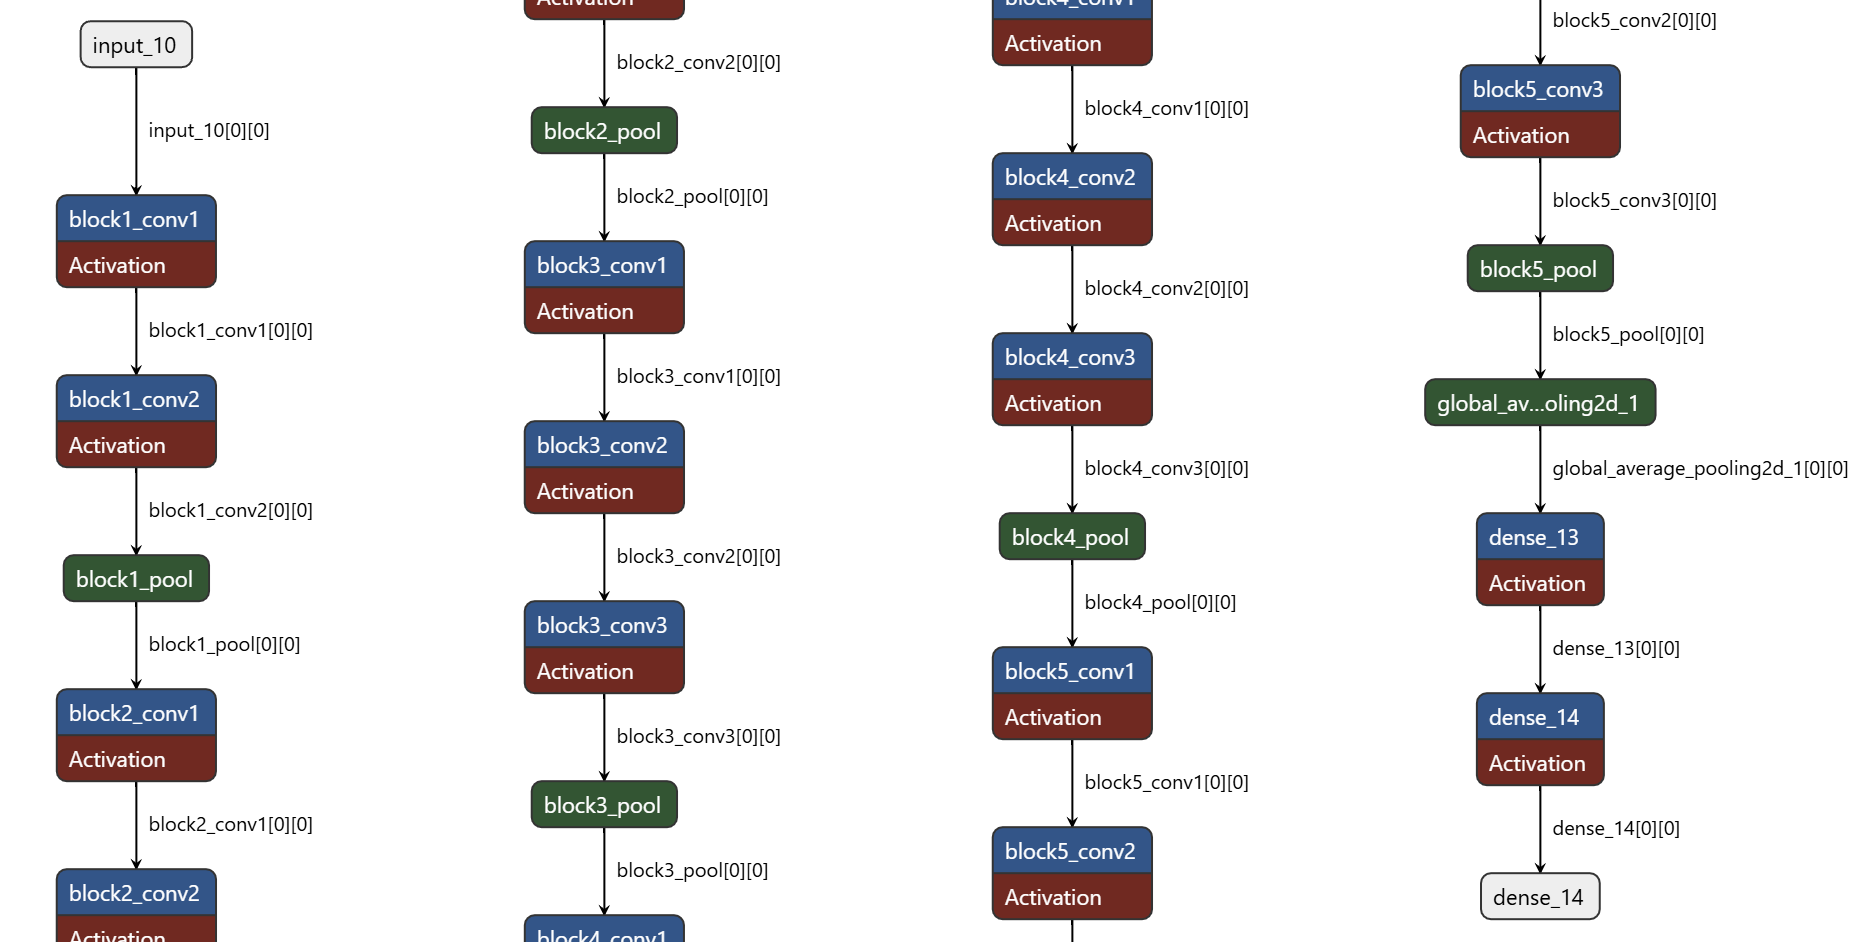 input_10
input_10[0][0]
block1_conv1
Activation
block1_conv1[0][0]
block1_conv2
Activation
block1_conv2[0][0]
block1_pool
block1_pool[0][0]
block2_conv1
Activation
block2_conv1[0][0]
block2_conv2
Activation
Activation
block2_conv2[0][0]
block2_pool
block2_pool[0][0]
block3_conv1
Activation
block3_conv1[0][0]
block3_conv2
Activation
block3_conv2[0][0]
block3_conv3
Activation
block3_conv3[0][0]
block3_pool
block3_pool[0][0]
block4_conv1
block4_conv1
Activation
block4_conv1[0][0]
block4_conv2
Activation
block4_conv2[0][0]
block4_conv3
Activation
block4_conv3[0][0]
block4_pool
block4_pool[0][0]
block5_conv1
Activation
block5_conv1[0][0]
block5_conv2
Activation
block5_conv2[0][0]
block5_conv3
Activation
block5_conv3[0][0]
block5_pool
block5_pool[0][0]
global_av...oling2d_1
global_average_pooling2d_1[0][0]
dense_13
Activation
dense_13[0][0]
dense_14
Activation
dense_14[0][0]
dense_14